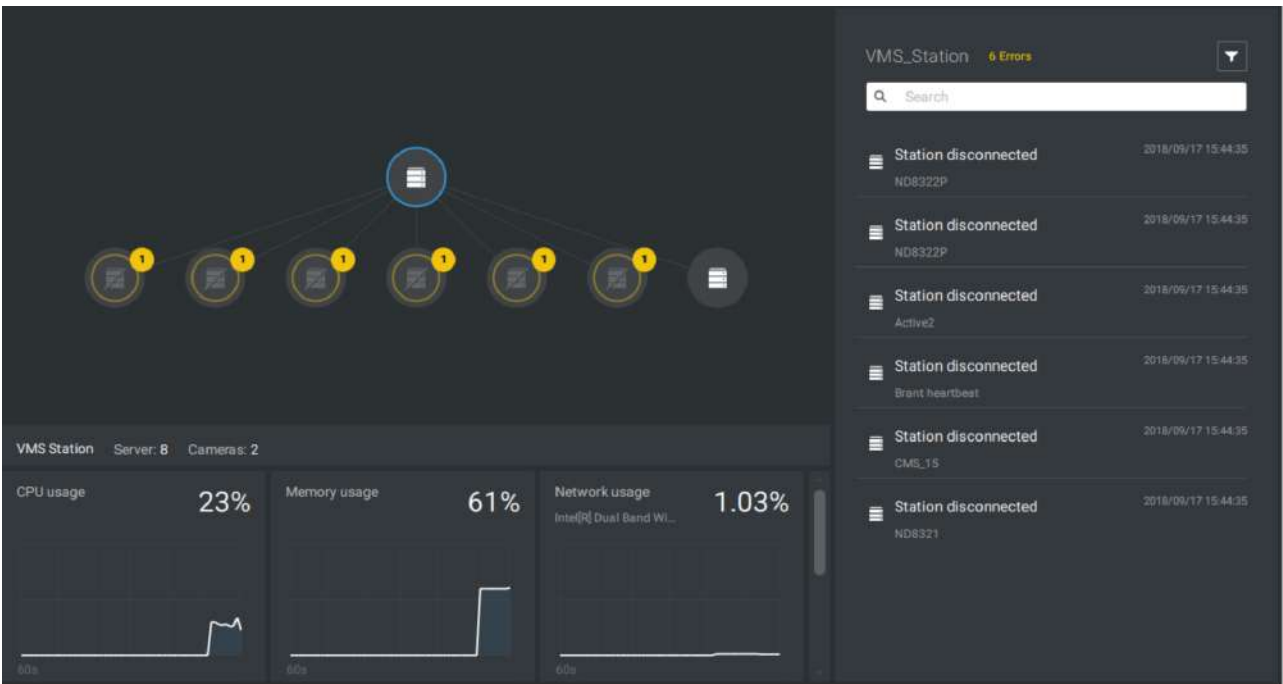 1 1 1 1 1 1
VMS Station Server: 8 Cameras: 2
CPU usage 23%
60s
Memory usage 61%
60s
Network usage 1.03%
Intel[R] Dual Band Wi...
60s
VMS_Station 6 Errors
Search
Station disconnected 2018/09/17 15:44:35
ND8322P
Station disconnected 2018/09/17 15:44:35
ND8322P
Station disconnected 2018/09/17 15:44:35
Active2
Station disconnected 2018/09/17 15:44:35
Brant heartbeat
Station disconnected 2018/09/17 15:44:35
CMS_15
Station disconnected 2018/09/17 15:44:35
ND8321